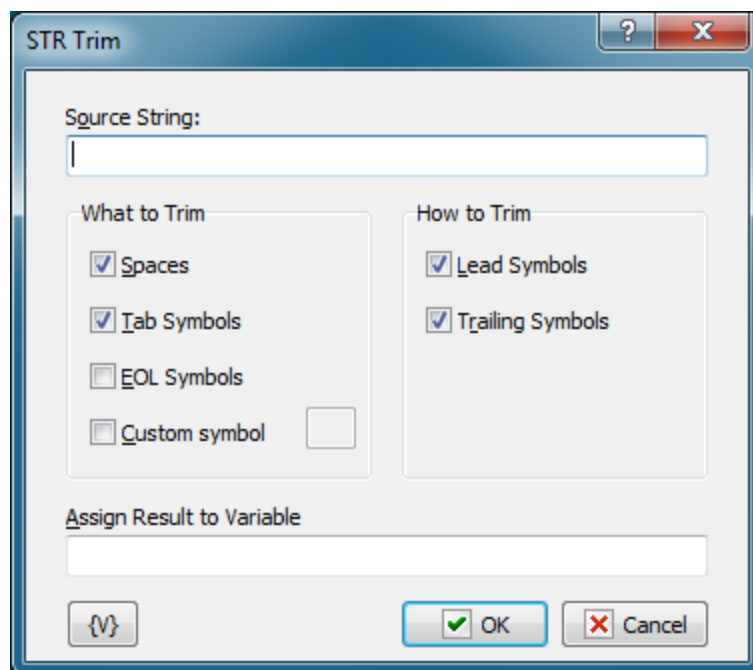 STR Trim
?
Source String:
What to Trim
How to Trim
Spaces
Lead Symbols
Tab Symbols
Trailing Symbols
EOL Symbols
Custom symbol
Assign Result to Variable
{V}
OK
Cancel